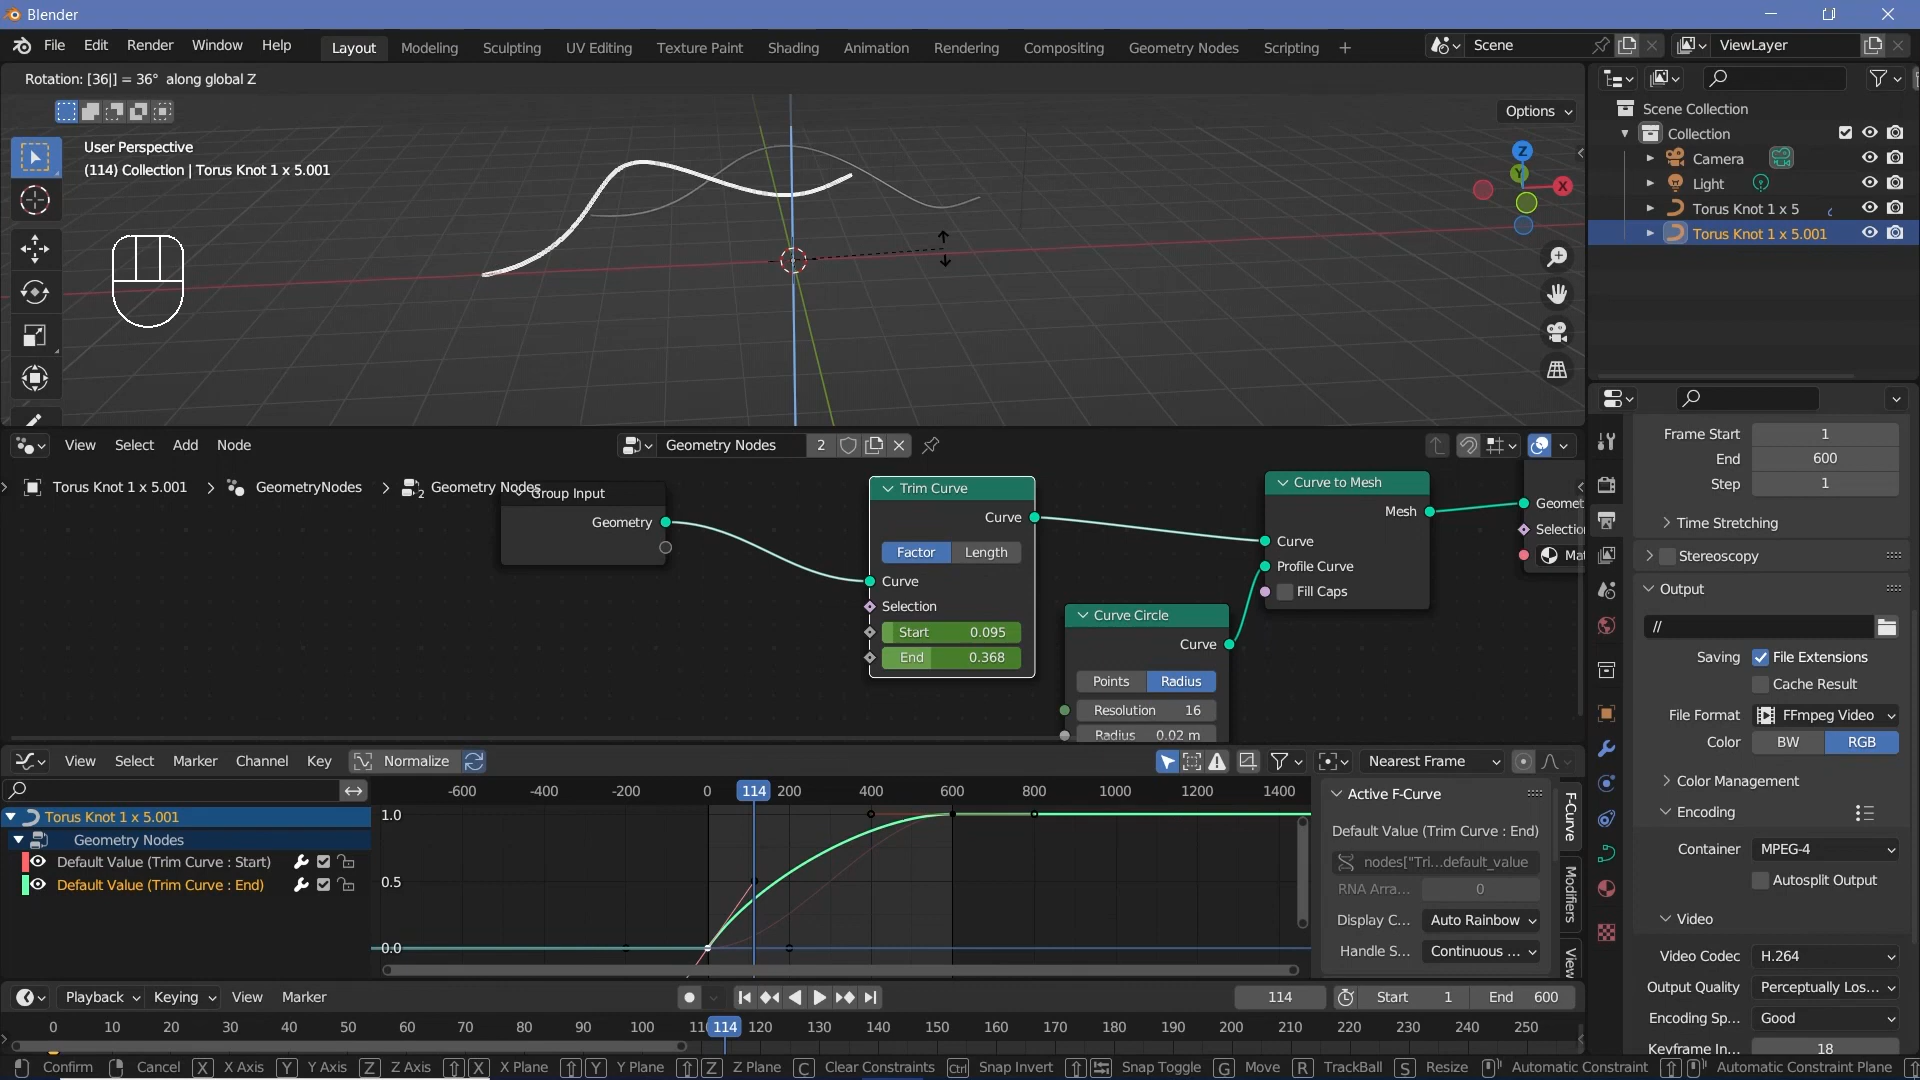 Blender
File Edit Render Window Help
Layout Modeling Sculpting UV Editing Texture Paint Shading Animation Rendering Compositing Geometry Nodes Scripting +
Scene
ViewLayer
Rotation: [36|] = 36° along global Z
Options
User Perspective
(114) Collection | Torus Knot 1 x 5.001
Z
Y
X
Scene Collection
Collection
Camera
Light
Torus Knot 1 x 5
Torus Knot 1 x 5.001
View Select Add Node
Geometry Nodes 2
Torus Knot 1 x 5.001 > GeometryNodes > Geometry Nodes
Group Input
Geometry
Trim Curve
Curve
Factor Length
Curve
Selection
Start 0.095
End 0.368
Curve Circle
Curve
Points Radius
Resolution 16
Radius 0.02 m
Curve to Mesh
Mesh
Curve
Profile Curve
Fill Caps
Geomet
Selectio
Mat
Frame Start 1
End 600
Step 1
Time Stretching
Stereoscopy
Output
//
Saving File Extensions
Cache Result
File Format FFmpeg Video
Color BW RGB
Color Management
Encoding
Container MPEG-4
Autosplit Output
Video
Video Codec H.264
Output Quality Perceptually Los...
Encoding Sp... Good
Keyframe In... 18
View Select Marker Channel Key Normalize
Nearest Frame
Torus Knot 1 x 5.001
Geometry Nodes
Default Value (Trim Curve : Start)
Default Value (Trim Curve : End)
-600 -400 -200 0 114 200 400 600 800 1000 1200 1400
1.0
0.5
0.0
Active F-Curve
Default Value (Trim Curve : End)
nodes["Tri...default_value
RNA Arra... 0
Display C... Auto Rainbow
Handle S... Continuous ...
F-Curve
Modifiers
View
Playback Keying View Marker
114 Start 1 End 600
0 10 20 30 40 50 60 70 80 90 100 11 114 120 130 140 150 160 170 180 190 200 210 220 230 240 250
Confirm Cancel X X Axis Y Y Axis Z Z Axis X X Plane Y Y Plane Z Z Plane C Clear Constraints Ctrl Snap Invert Snap Toggle G Move R TrackBall S Resize Automatic Constraint Automatic Constraint Plane